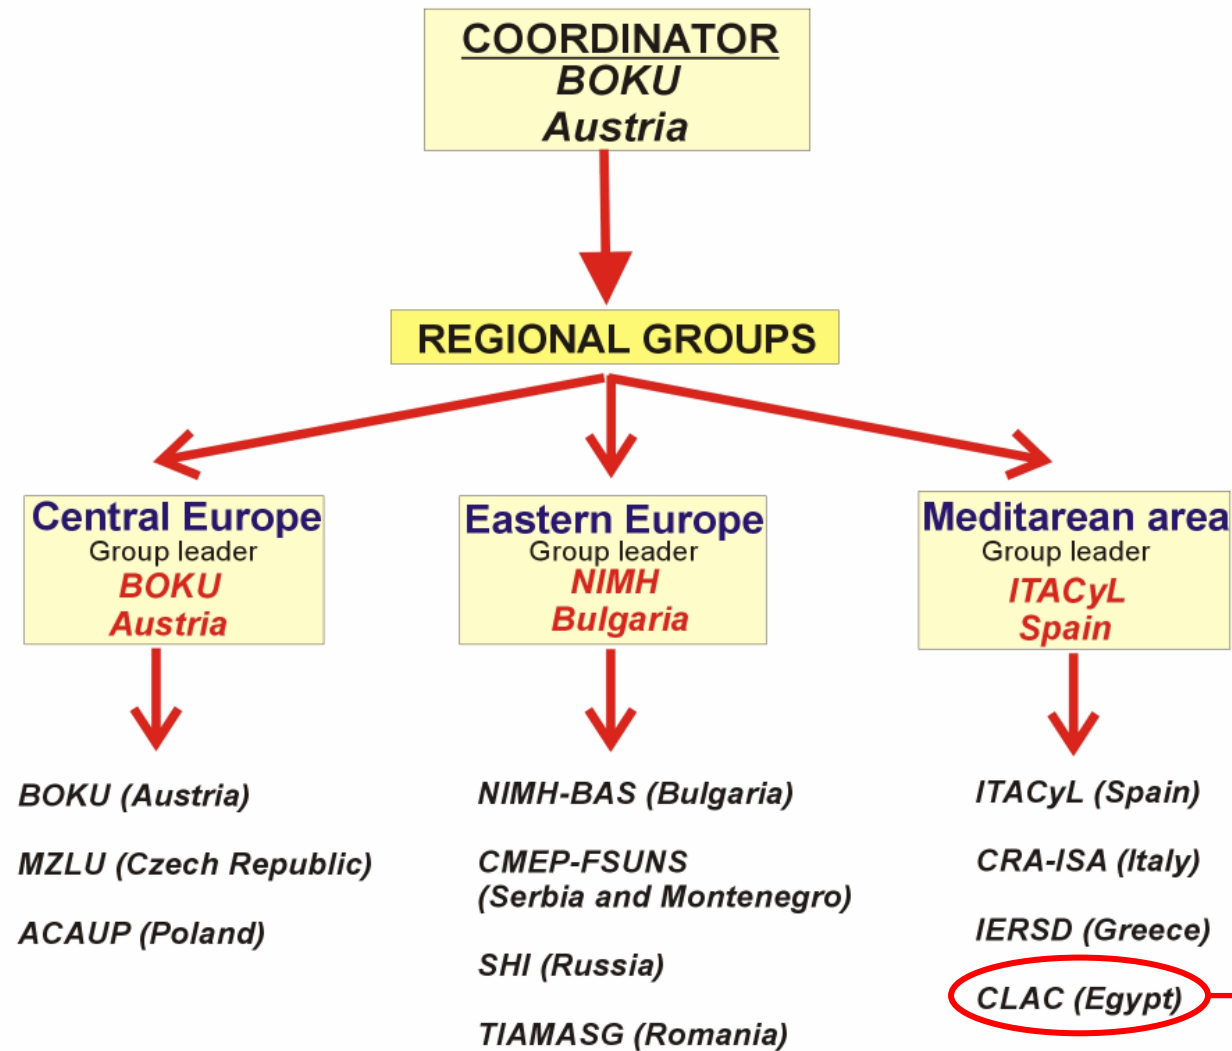 COORDINATOR
BOKU
Austria
REGIONAL GROUPS
Central Europe
Group leader
BOKU
Austria
Eastern Europe
Group leader
NIMH
Bulgaria
Meditarean area
Group leader
ITACyL
Spain
BOKU (Austria)
MZLU (Czech Republic)
ACAUP (Poland)
NIMH-BAS (Bulgaria)
CMEP-FSUNS
(Serbia and Montenegro)
SHI (Russia)
TIAMASG (Romania)
ITACyL (Spain)
CRA-ISA (Italy)
IERSD (Greece)
CLAC (Egypt)